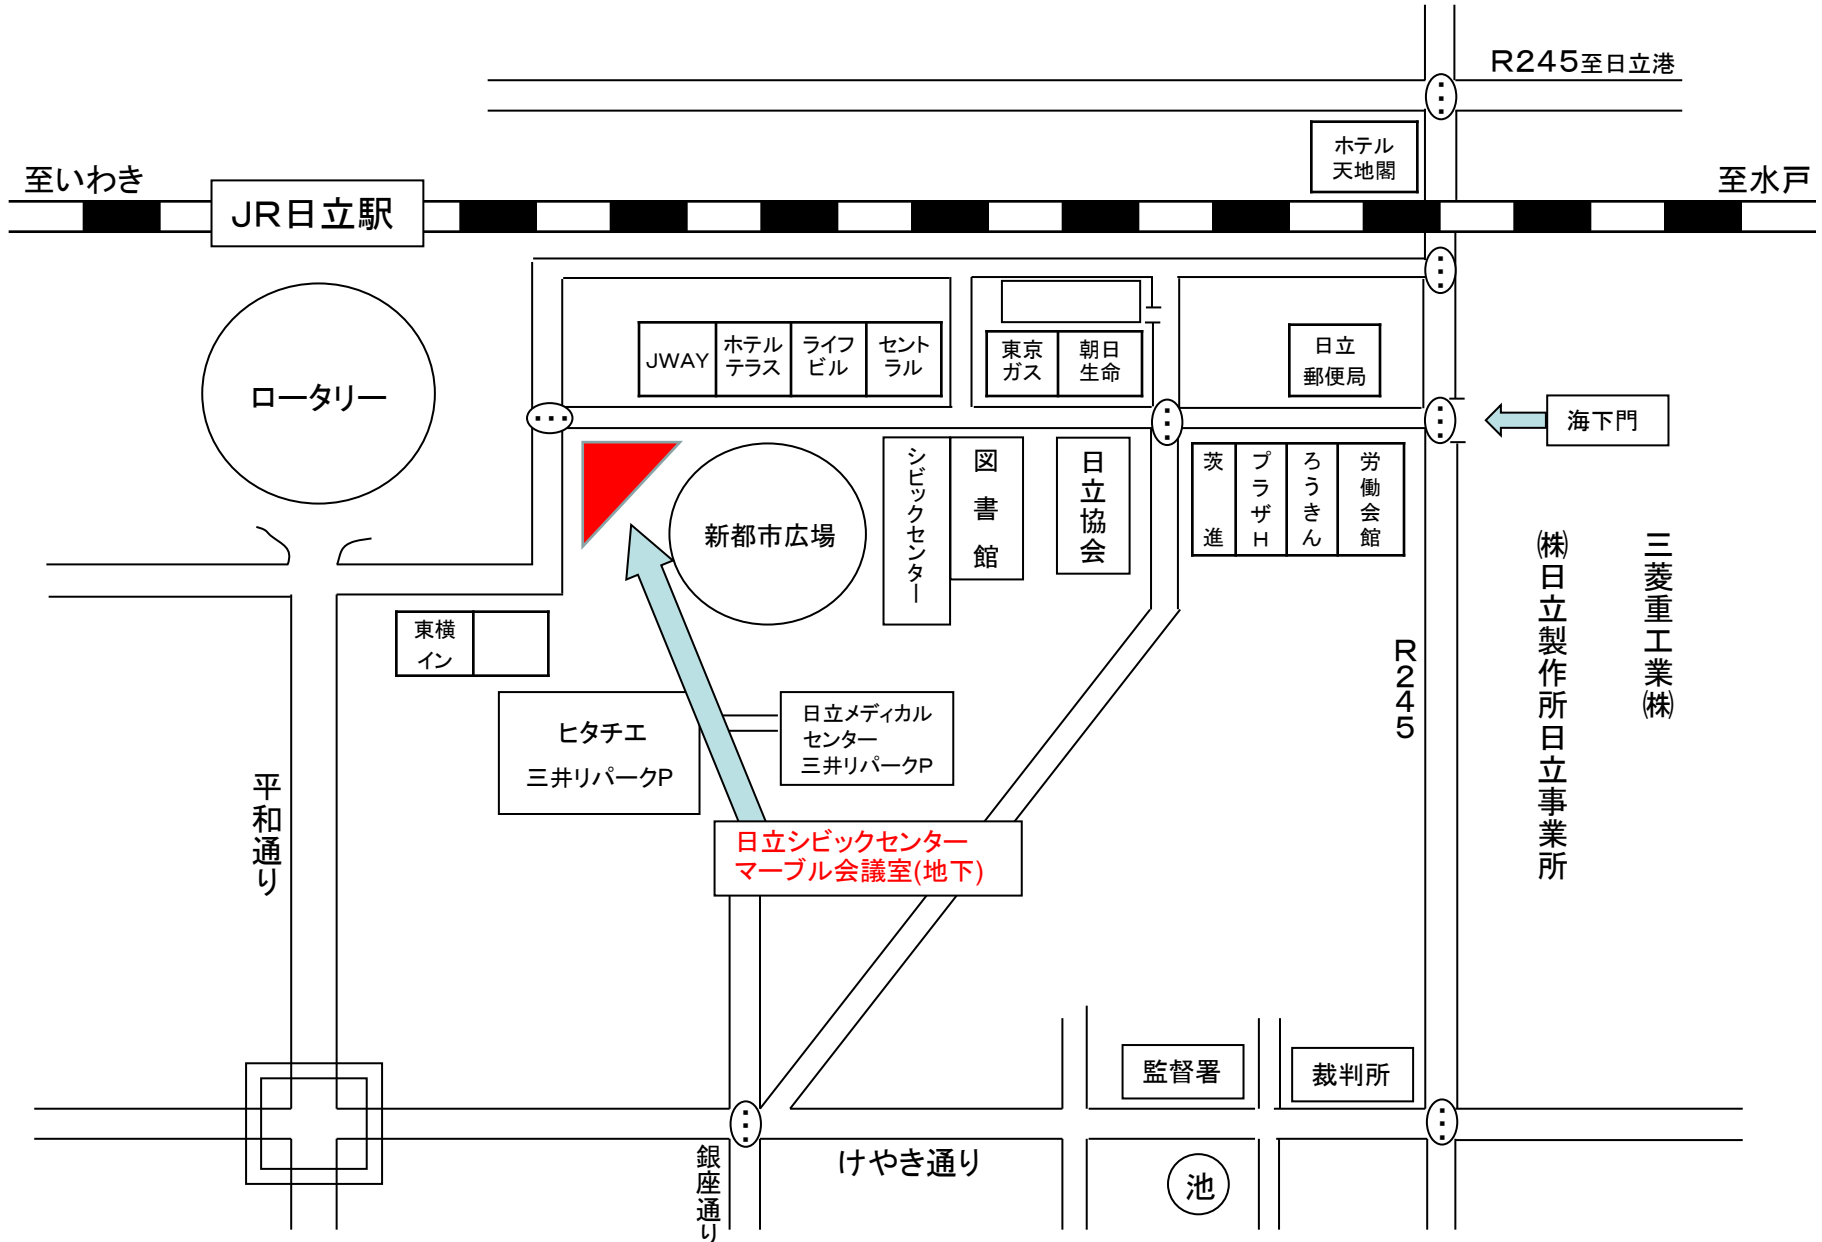 R245至日立港
ホテル
天地閣
至いわき
至水戸
JR日立駅
ロータリー
JWAY
ホテル
テラス
ライフ
ビル
セント
ラル
東京
ガス
朝日
生命
日立
郵便局
海下門
新都市広場
シビックセンター
図書館
日立協会
茨進
プラザH
ろうきん
労働会館
㈱日立製作所日立事業所
三菱重工業㈱
R245
東横
イン
ヒタチエ
三井リパークP
日立メディカル
センター
三井リパークP
平和通り
日立シビックセンター
マーブル会議室(地下)
監督署
裁判所
銀座通り
けやき通り
池